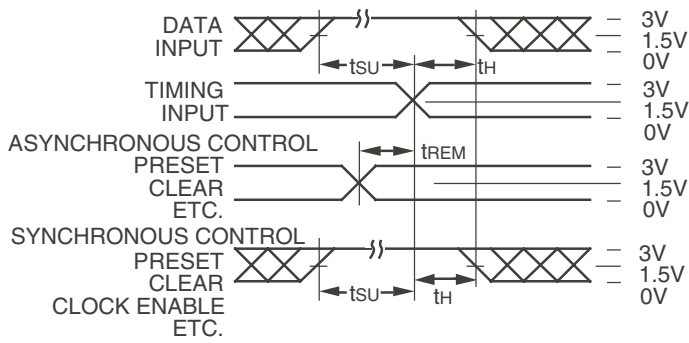 DATA INPUT
3V
1.5V
0V
tSU
tH
TIMING INPUT
3V
1.5V
0V
ASYNCHRONOUS CONTROL
tREM
PRESET
CLEAR
ETC.
3V
1.5V
0V
SYNCHRONOUS CONTROL
PRESET
CLEAR
CLOCK ENABLE
ETC.
tSU
tH
3V
1.5V
0V